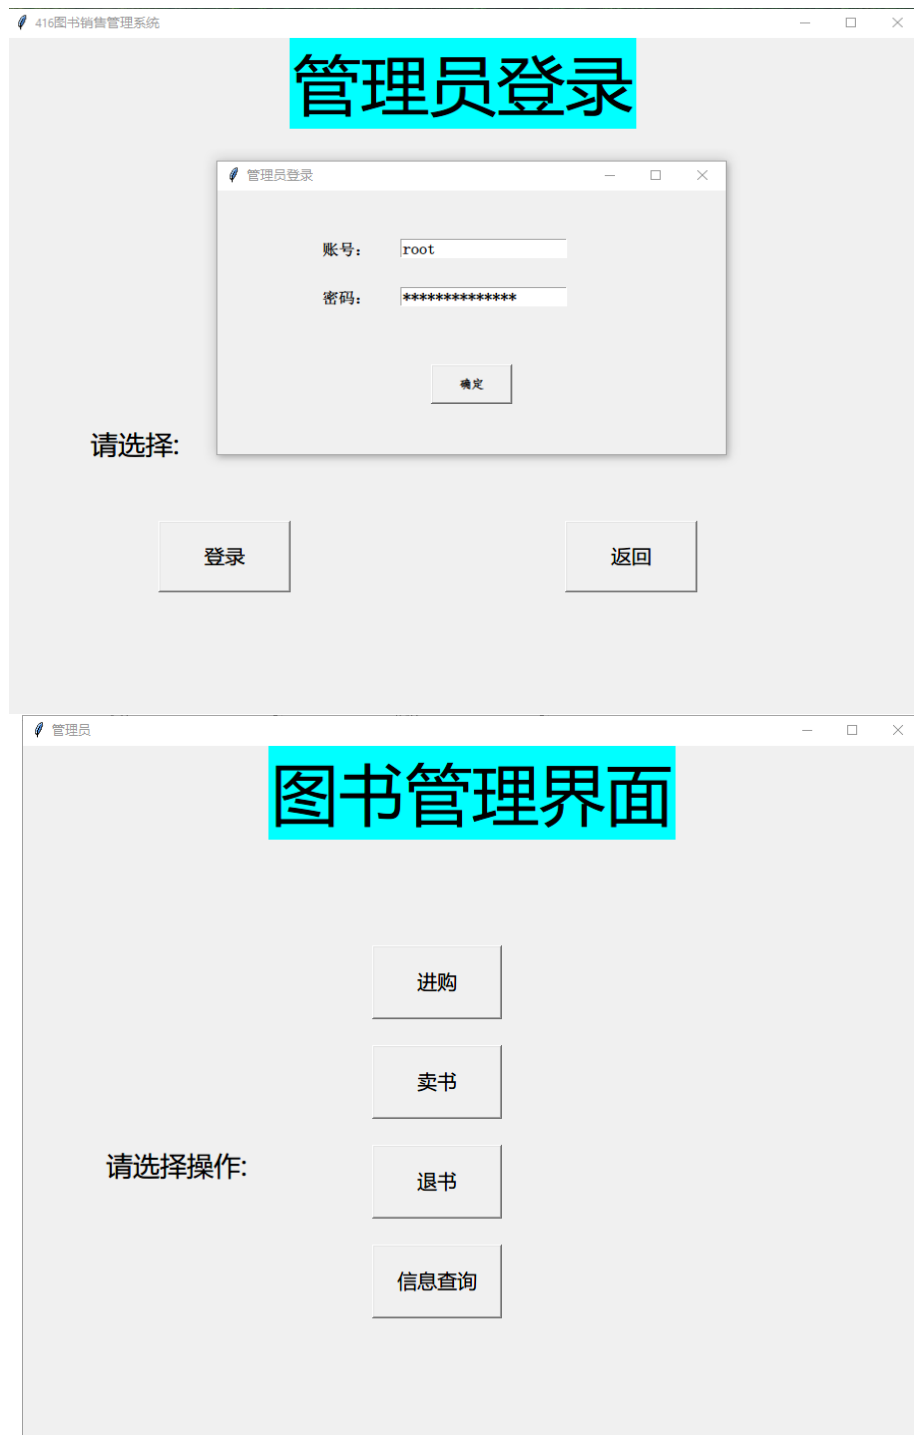 416图书销售管理系统
管理员登录
管理员登录
账号: root
密码: **************
确定
请选择:
登录 返回
管理员
图书管理界面
进购
卖书
请选择操作:
退书
信息查询